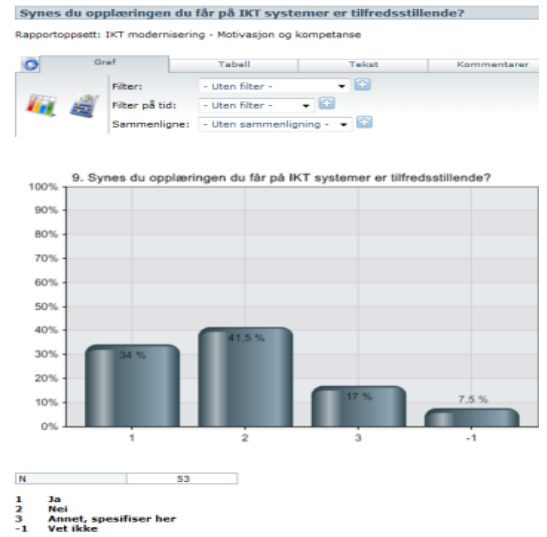 Synes du opplæringen du får på IKT systemer er tilfredsstillende?
Rapportoppsett: IKT modernisering - Motivasjon og kompetanse
Graf Tabell Tekst Kommentarer
Filter: - Uten filter -
Filter på tid: - Uten filter -
Sammenligne: - Uten sammenligning -
9. Synes du opplæringen du får på IKT systemer er tilfredsstillende?
100%
90%
80%
70%
60%
50%
40%
30%
20%
10%
0%
34 %
41,5 %
17 %
7,5 %
1 2 3 -1
N 53
1 Ja
2 Nei
3 Annet, spesifiser her
-1 Vet ikke